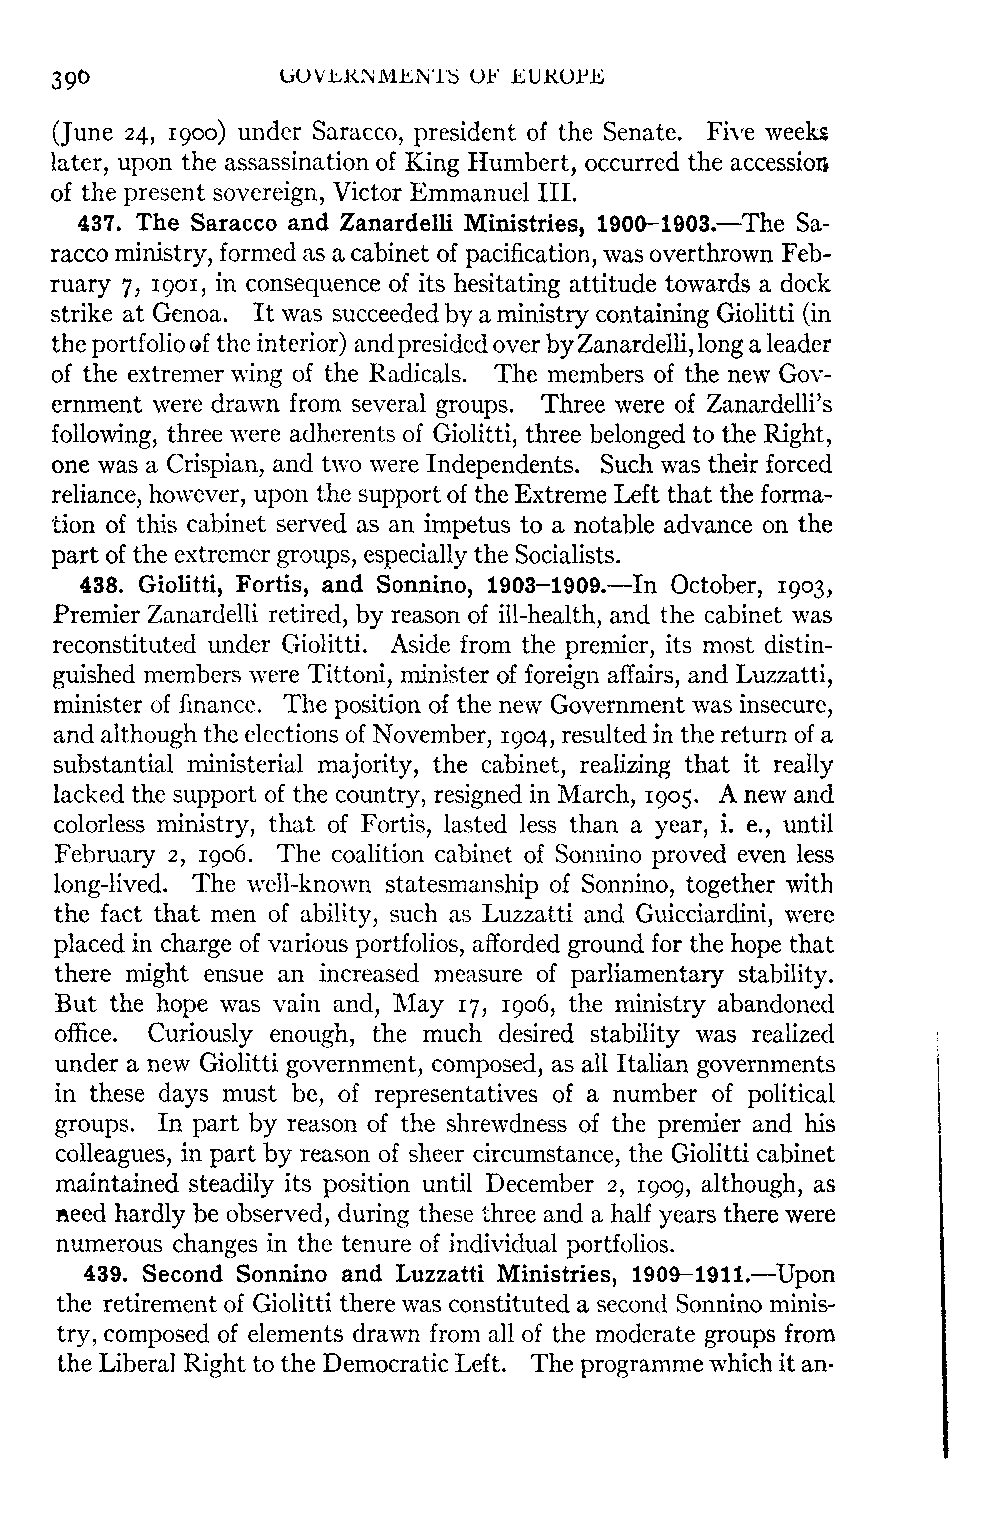 390 GOVERNMENTS OF EUROPE
(June 24, 1900) under Saracco, president of the Senate. Five weeks
later, upon the assassination of King Humbert, occurred the accession
of the present sovereign, Victor Emmanuel III.
437. The Saracco and Zanardelli Ministries, 1900–1903.—The Sa-
racco ministry, formed as a cabinet of pacification, was overthrown Feb-
ruary 7, 1901, in consequence of its hesitating attitude towards a dock
strike at Genoa. It was succeeded by a ministry containing Giolitti (in
the portfolio of the interior) and presided over by Zanardelli, long a leader
of the extremer wing of the Radicals. The members of the new Gov-
ernment were drawn from several groups. Three were of Zanardelli's
following, three were adherents of Giolitti, three belonged to the Right,
one was a Crispian, and two were Independents. Such was their forced
reliance, however, upon the support of the Extreme Left that the forma-
tion of this cabinet served as an impetus to a notable advance on the
part of the extremer groups, especially the Socialists.
438. Giolitti, Fortis, and Sonnino, 1903–1909.—In October, 1903,
Premier Zanardelli retired, by reason of ill-health, and the cabinet was
reconstituted under Giolitti. Aside from the premier, its most distin-
guished members were Tittoni, minister of foreign affairs, and Luzzatti,
minister of finance. The position of the new Government was insecure,
and although the elections of November, 1904, resulted in the return of a
substantial ministerial majority, the cabinet, realizing that it really
lacked the support of the country, resigned in March, 1905. A new and
colorless ministry, that of Fortis, lasted less than a year, i. e., until
February 2, 1906. The coalition cabinet of Sonnino proved even less
long-lived. The well-known statesmanship of Sonnino, together with
the fact that men of ability, such as Luzzatti and Guicciardini, were
placed in charge of various portfolios, afforded ground for the hope that
there might ensue an increased measure of parliamentary stability.
But the hope was vain and, May 17, 1906, the ministry abandoned
office. Curiously enough, the much desired stability was realized
under a new Giolitti government, composed, as all Italian governments
in these days must be, of representatives of a number of political
groups. In part by reason of the shrewdness of the premier and his
colleagues, in part by reason of sheer circumstance, the Giolitti cabinet
maintained steadily its position until December 2, 1909, although, as
need hardly be observed, during these three and a half years there were
numerous changes in the tenure of individual portfolios.
439. Second Sonnino and Luzzatti Ministries, 1909–1911.—Upon
the retirement of Giolitti there was constituted a second Sonnino minis-
try, composed of elements drawn from all of the moderate groups from
the Liberal Right to the Democratic Left. The programme which it an-